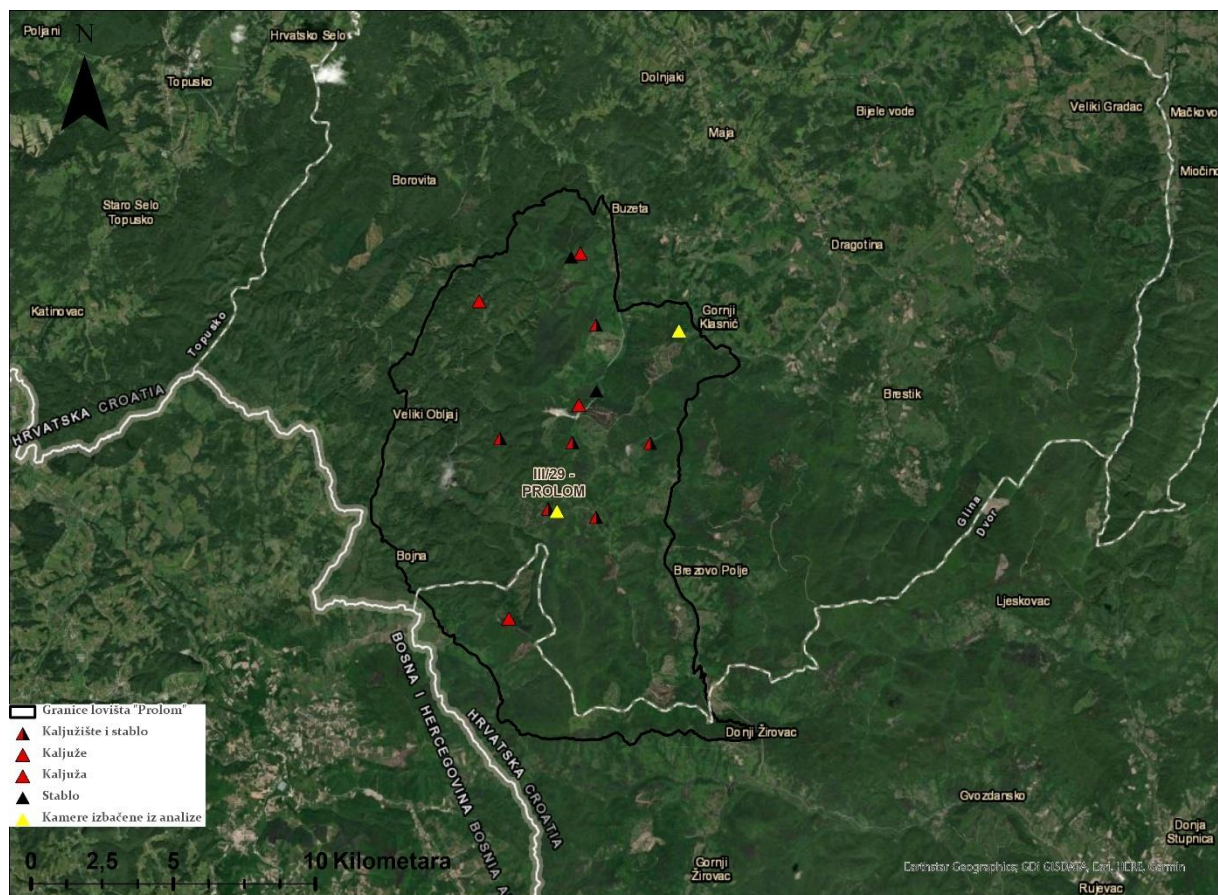 Poljani
N
Hrvatsko Selo
Topusko
Dolnjaki
Bijele vode
Veliki Gradac
Mačkovo
Maja
Miočino
Borovita
Staro Selo
Topusko
Buzeta
Dragotina
Katinovac
Gornji
Klasnić
Topusko
HRVATSKA CROATIA
Brestik
Veliki Obljaj
III/29 -
PROLOM
Glina
Dvor
Bojna
Brezovo Polje
Ljeskovac
BOSNA I HERCEGOVINA BOSNIA A
HRVATSKA CROATIA
Donji Žirovac
Granice lovišta "Prolom"
Kaljužište i stablo
Kaljuže
Kaljuža
Stablo
Kamere izbačene iz analize
Gvozdansko
Donja
Stupnica
0 2,5 5 10 Kilometara
Gornji
Žirovac
Earthstar Geographics; GDi GISDATA, Esri, HERE, Garmin
Rujevac